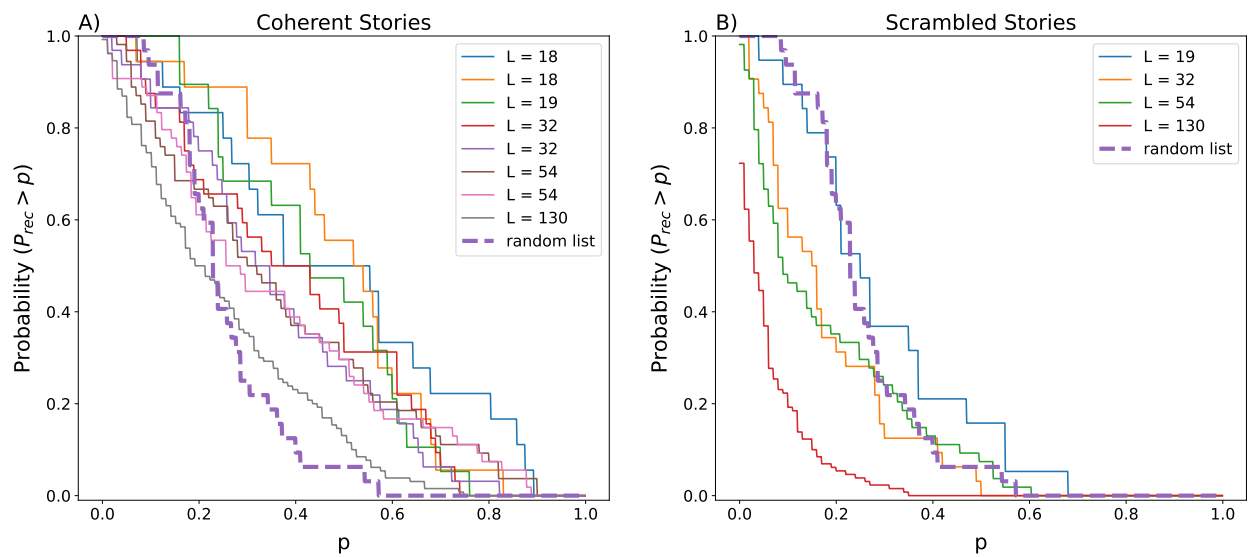 A) Coherent Stories
Probability (P_rec > p)
1.0
0.8
0.6
0.4
0.2
0.0
L = 18
L = 18
L = 19
L = 32
L = 32
L = 54
L = 54
L = 130
random list
0.0 0.2 0.4 0.6 0.8 1.0
p
B) Scrambled Stories
Probability (P_rec > p)
1.0
0.8
0.6
0.4
0.2
0.0
L = 19
L = 32
L = 54
L = 130
random list
0.0 0.2 0.4 0.6 0.8 1.0
p